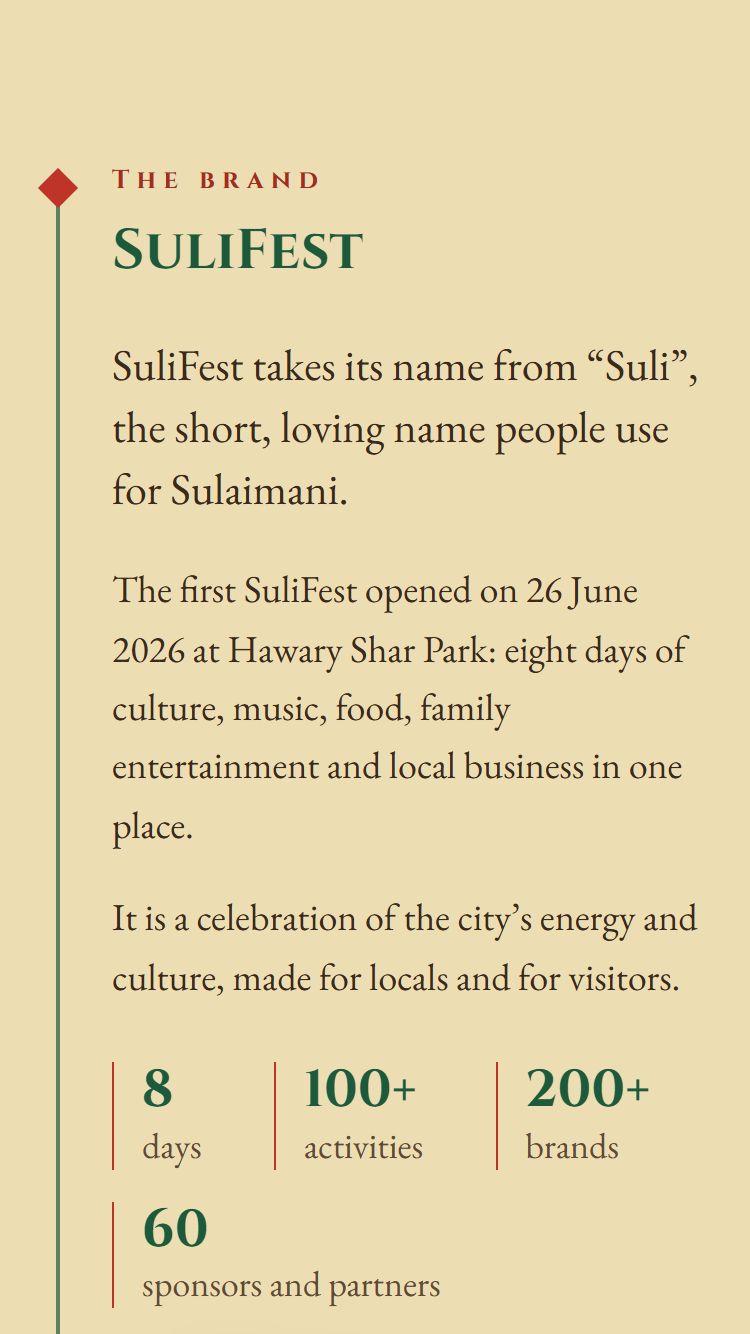 The brand
SuliFest
SuliFest takes its name from “Suli”,
the short, loving name people use
for Sulaimani.
The first SuliFest opened on 26 June
2026 at Hawary Shar Park: eight days of
culture, music, food, family
entertainment and local business in one
place.
It is a celebration of the city’s energy and
culture, made for locals and for visitors.
8 100+ 200+
days activities brands
60
sponsors and partners